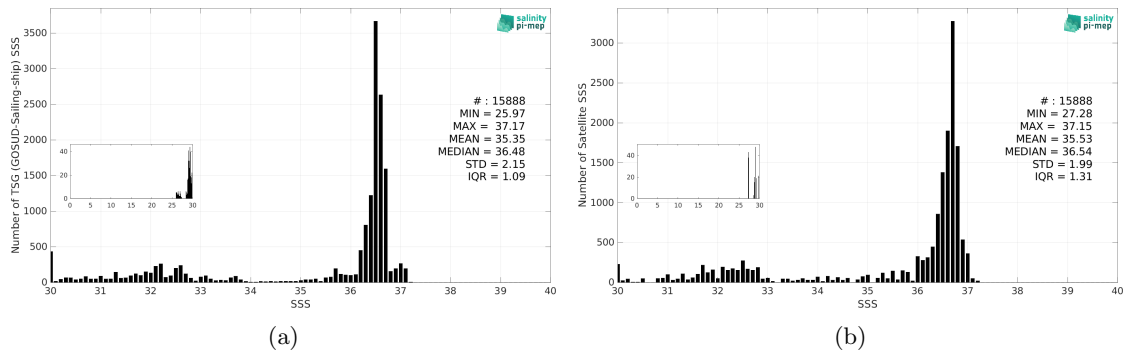 salinity
pi-mep
Number of TSG (GOSUD-Sailing-ship) SSS
3500
3000
2500
2000
1500
1000
500
0
# : 15888
MIN = 25.97
MAX = 37.17
MEAN = 35.35
MEDIAN = 36.48
STD = 2.15
IQR = 1.09
40
20
0
0 5 10 15 20 25 30
30 31 32 33 34 35 36 37 38 39 40
SSS
(a)
salinity
pi-mep
Number of Satellite SSS
3000
2500
2000
1500
1000
500
0
# : 15888
MIN = 27.28
MAX = 37.15
MEAN = 35.53
MEDIAN = 36.54
STD = 1.99
IQR = 1.31
40
20
0
0 5 10 15 20 25 30
30 31 32 33 34 35 36 37 38 39 40
SSS
(b)